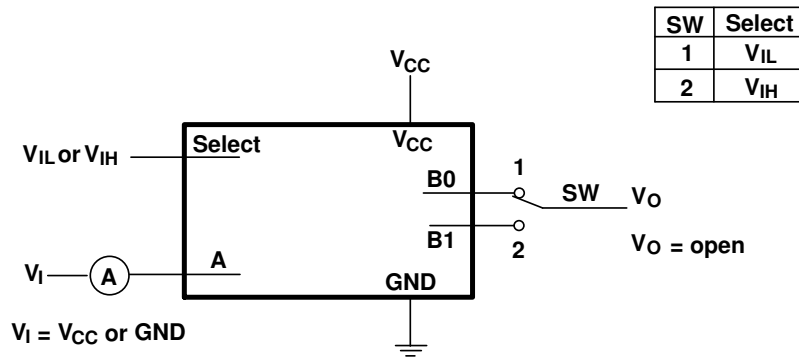 SW Select
1 VIL
2 VIH
VCC
VCC
Select
VIL or VIH
B0
1
SW
VO
B1
2
VO = open
VI
A
A
GND
VI = VCC or GND